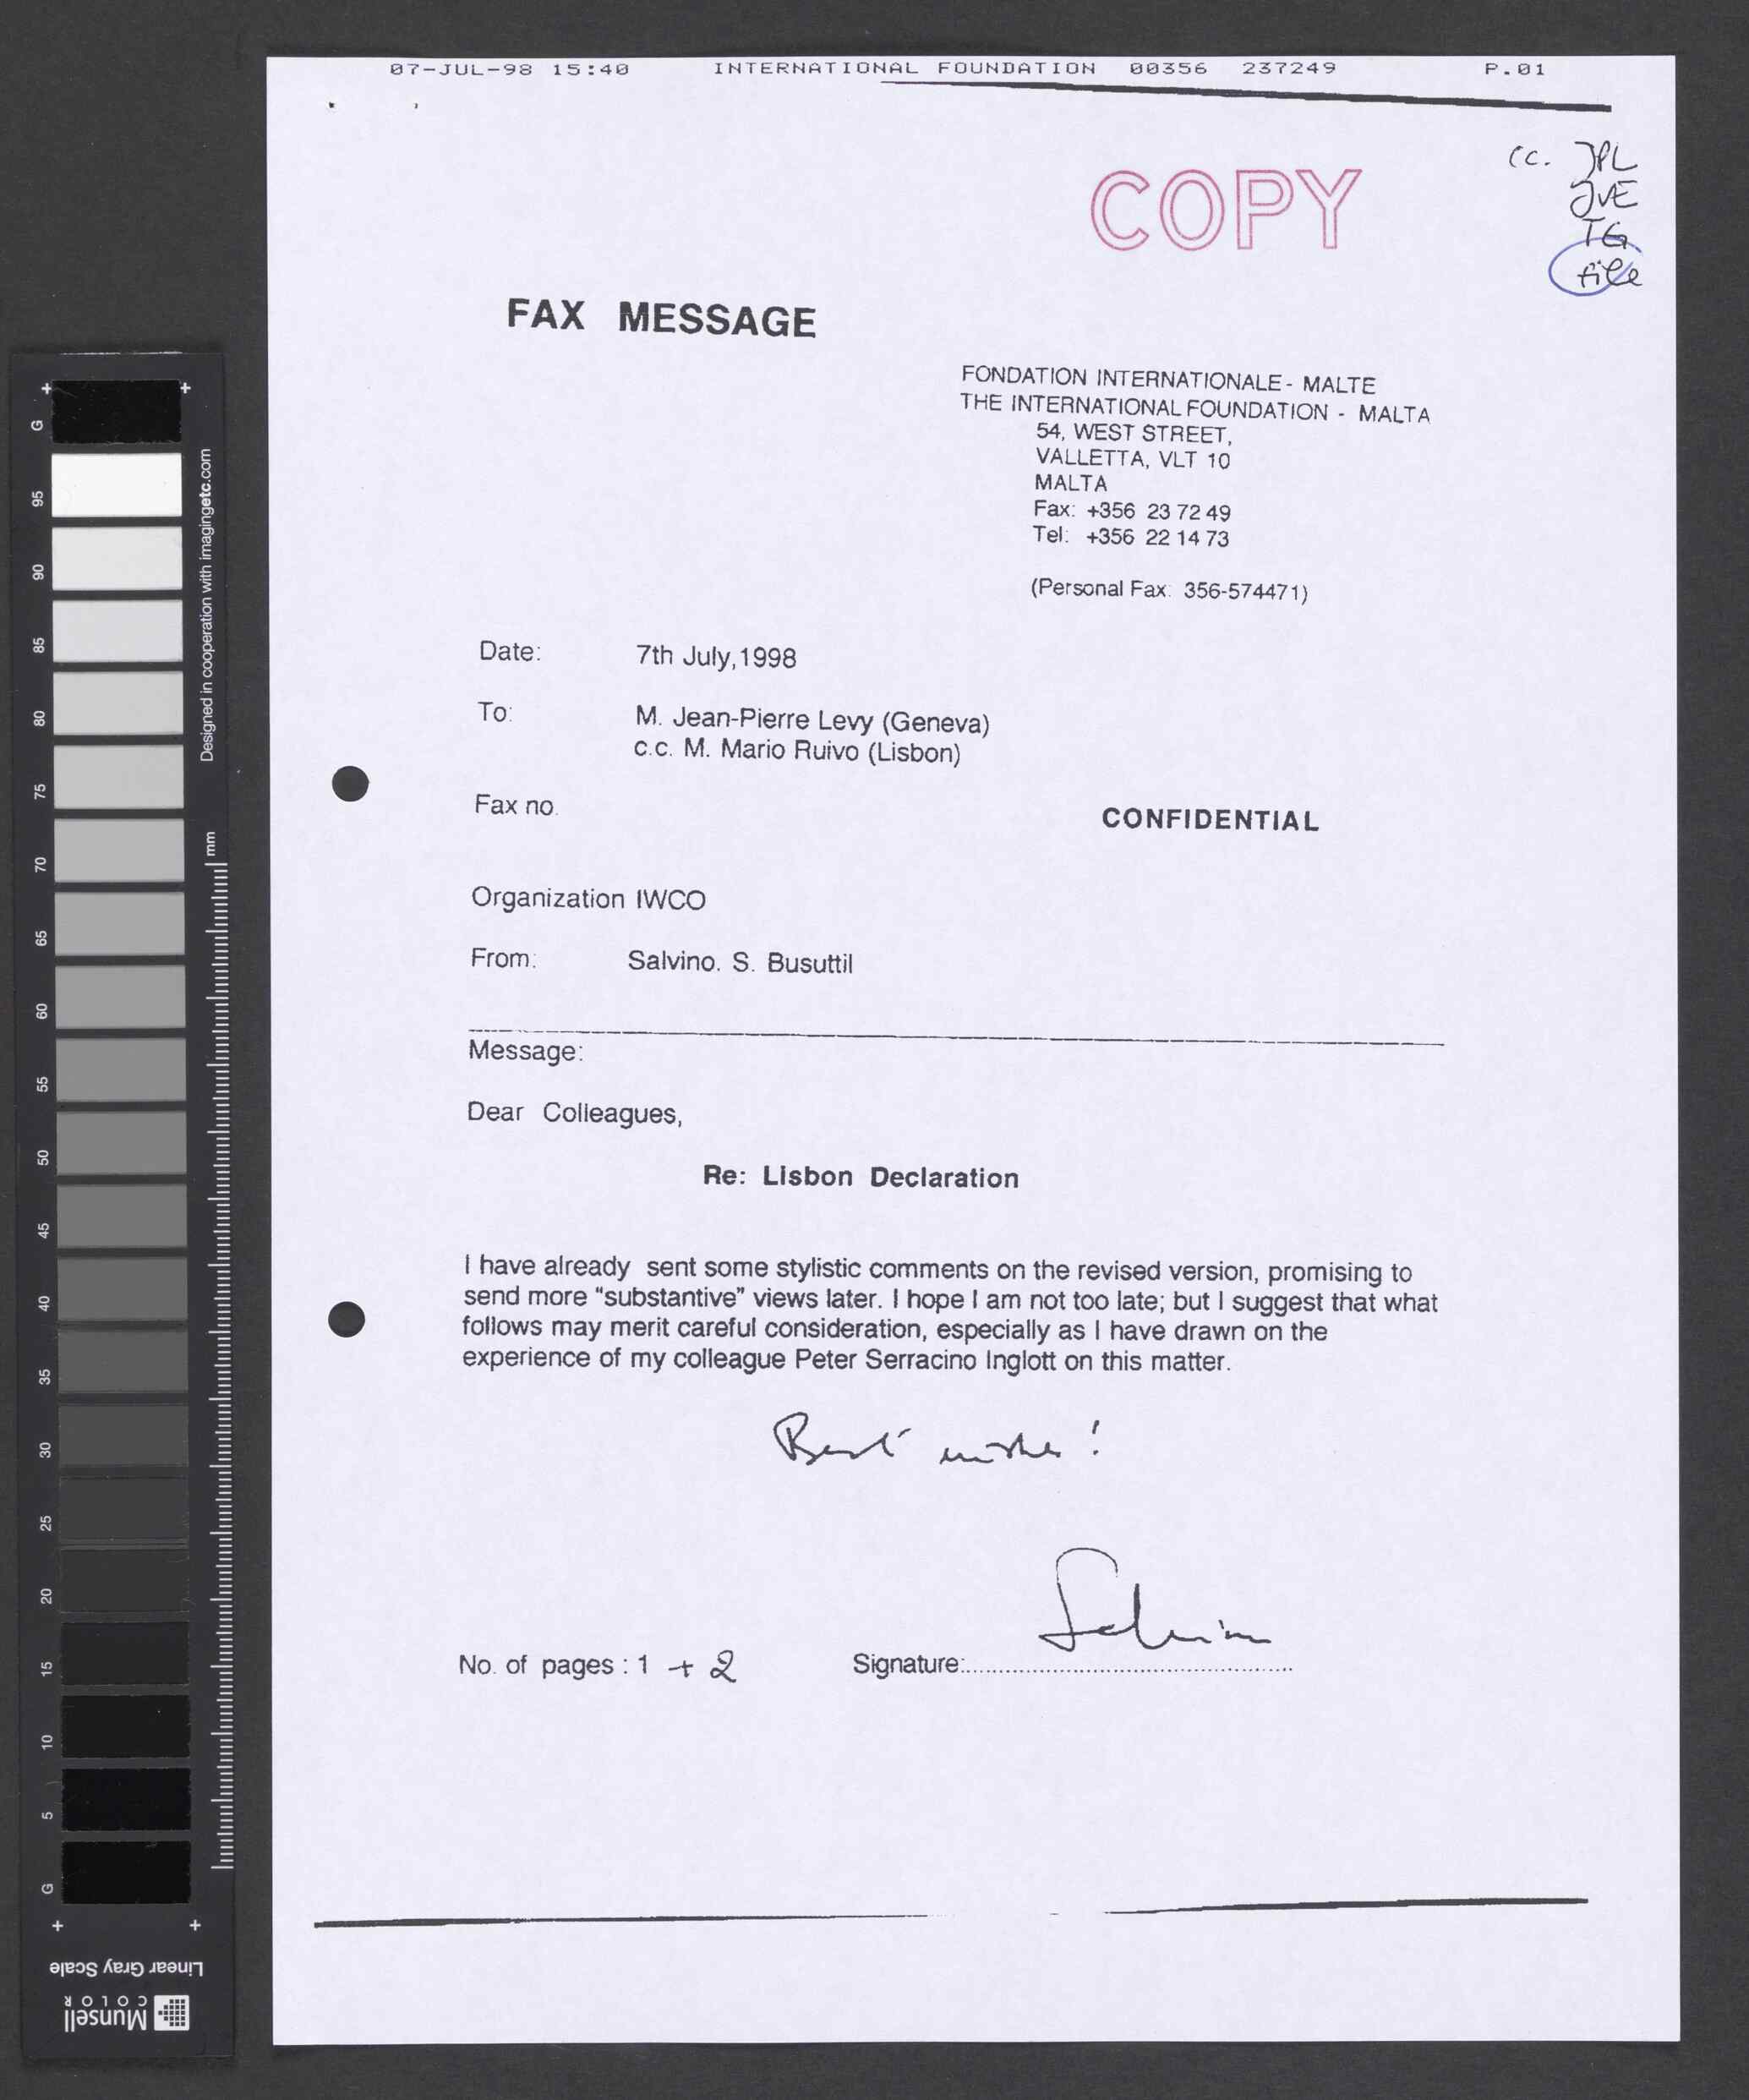 07-JUL-98 15:40 INTERNATIONAL FOUNDATION 00356 237249 P.01
cc. JPL
JVE
TG
file
COPY
FAX MESSAGE
FONDATION INTERNATIONALE - MALTE
THE INTERNATIONAL FOUNDATION - MALTA
54, WEST STREET,
VALLETTA, VLT 10
MALTA
Fax: +356 23 72 49
Tel: +356 22 14 73
(Personal Fax: 356-574471)
Date: 7th July,1998
To: M. Jean-Pierre Levy (Geneva)
c.c. M. Mario Ruivo (Lisbon)
Fax no.
CONFIDENTIAL
Organization IWCO
From: Salvino. S. Busuttil
Message:
Dear Colleagues,
Re: Lisbon Declaration
I have already sent some stylistic comments on the revised version, promising to
send more "substantive" views later. I hope I am not too late; but I suggest that what
follows may merit careful consideration, especially as I have drawn on the
experience of my colleague Peter Serracino Inglott on this matter.
Best wishes!
Salvino
No. of pages : 1 + 2 Signature:
G 95 90 85 80 75 70 65 60 55 50 45 40 35 30 25 20 15 10 5 G
Designed in cooperation with imagingetc.com
mm
Linear Gray Scale
Munsell
COLOR